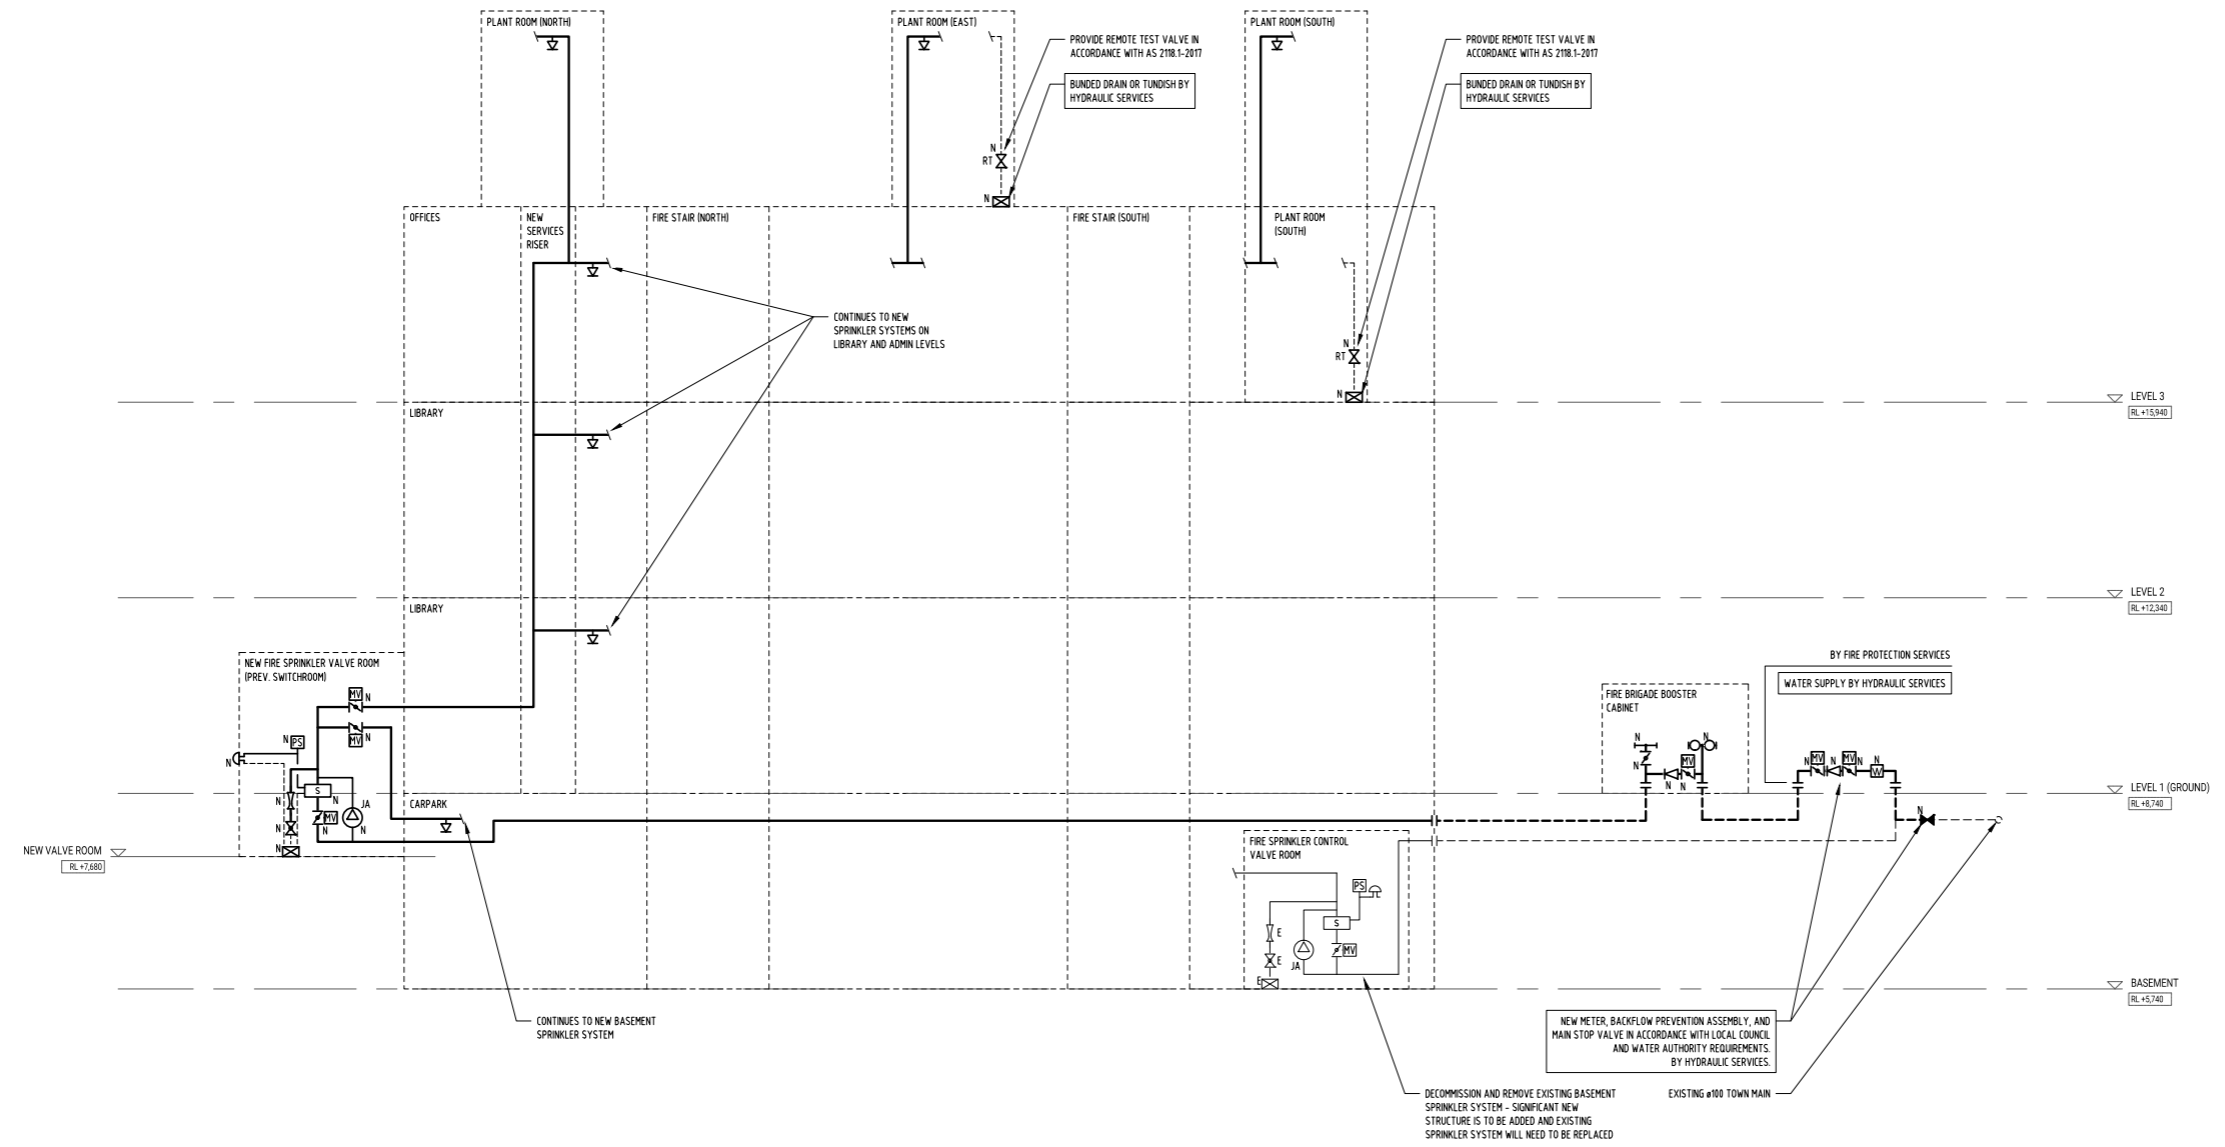 PLANT ROOM (NORTH)
PLANT ROOM (EAST)
PLANT ROOM (SOUTH)
PROVIDE REMOTE TEST VALVE IN
ACCORDANCE WITH AS 2118.1-2017
BUNDED DRAIN OR TUNDISH BY
HYDRAULIC SERVICES
PROVIDE REMOTE TEST VALVE IN
ACCORDANCE WITH AS 2118.1-2017
BUNDED DRAIN OR TUNDISH BY
HYDRAULIC SERVICES
N
RT
N
OFFICES
NEW
SERVICES
RISER
FIRE STAIR (NORTH)
FIRE STAIR (SOUTH)
PLANT ROOM
(SOUTH)
CONTINUES TO NEW
SPRINKLER SYSTEMS ON
LIBRARY AND ADMIN LEVELS
N
RT
N
LEVEL 3
RL +15,940
LIBRARY
LEVEL 2
RL +12,340
LIBRARY
NEW FIRE SPRINKLER VALVE ROOM
(PREV. SWITCHROOM)
MV
N
MV
N
N
PS
N
S
N
N
JA
MV
N
N
N
N
CARPARK
NEW VALVE ROOM
RL +7,680
BY FIRE PROTECTION SERVICES
WATER SUPPLY BY HYDRAULIC SERVICES
FIRE BRIGADE BOOSTER
CABINET
N
N
N
MV
N
N
N
MV
N
MV
N
N
W
N
LEVEL 1 (GROUND)
RL +8,740
FIRE SPRINKLER CONTROL
VALVE ROOM
PS
S
E
MV
E
JA
E
BASEMENT
RL +5,740
CONTINUES TO NEW BASEMENT
SPRINKLER SYSTEM
NEW METER, BACKFLOW PREVENTION ASSEMBLY, AND
MAIN STOP VALVE IN ACCORDANCE WITH LOCAL COUNCIL
AND WATER AUTHORITY REQUIREMENTS.
BY HYDRAULIC SERVICES.
DECOMMISSION AND REMOVE EXISTING BASEMENT
SPRINKLER SYSTEM - SIGNIFICANT NEW
STRUCTURE IS TO BE ADDED AND EXISTING
SPRINKLER SYSTEM WILL NEED TO BE REPLACED
EXISTING ø100 TOWN MAIN